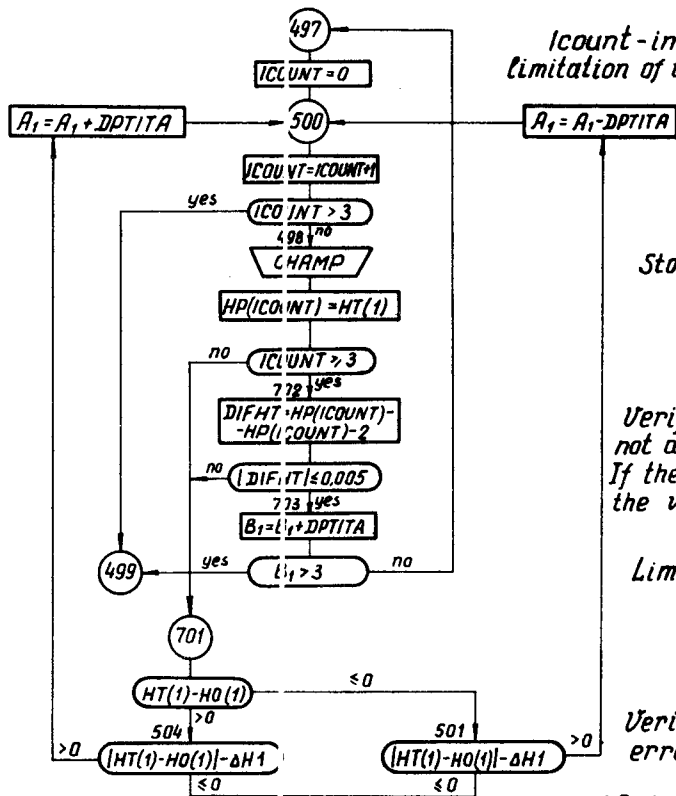 497
Icount-in
limitation of
ICOUNT=0
A1=A1+DPTITA
500
A1=A1-DPTITA
ICOUNT=ICOUNT+1
yes
ICOUNT>3
498 no
CHAMP
Sto
HP(ICOUNT)=HT(1)
no
ICOUNT⩾3
702 yes
DIFHT=HP(ICOUNT)-
-HP(ICOUNT)-2
Veri
not a
If the
the v
no
|DIFHT|≤0,005
703 yes
B1=B1+DPTITA
499
yes
B1>3
no
Lim
701
HT(1)-HO(1)
≤0
>0
504
501
Veri
>0
|HT(1)-HO(1)|-ΔH1
|HT(1)-HO(1)|-ΔH1
>0
erro
≤0
≤0